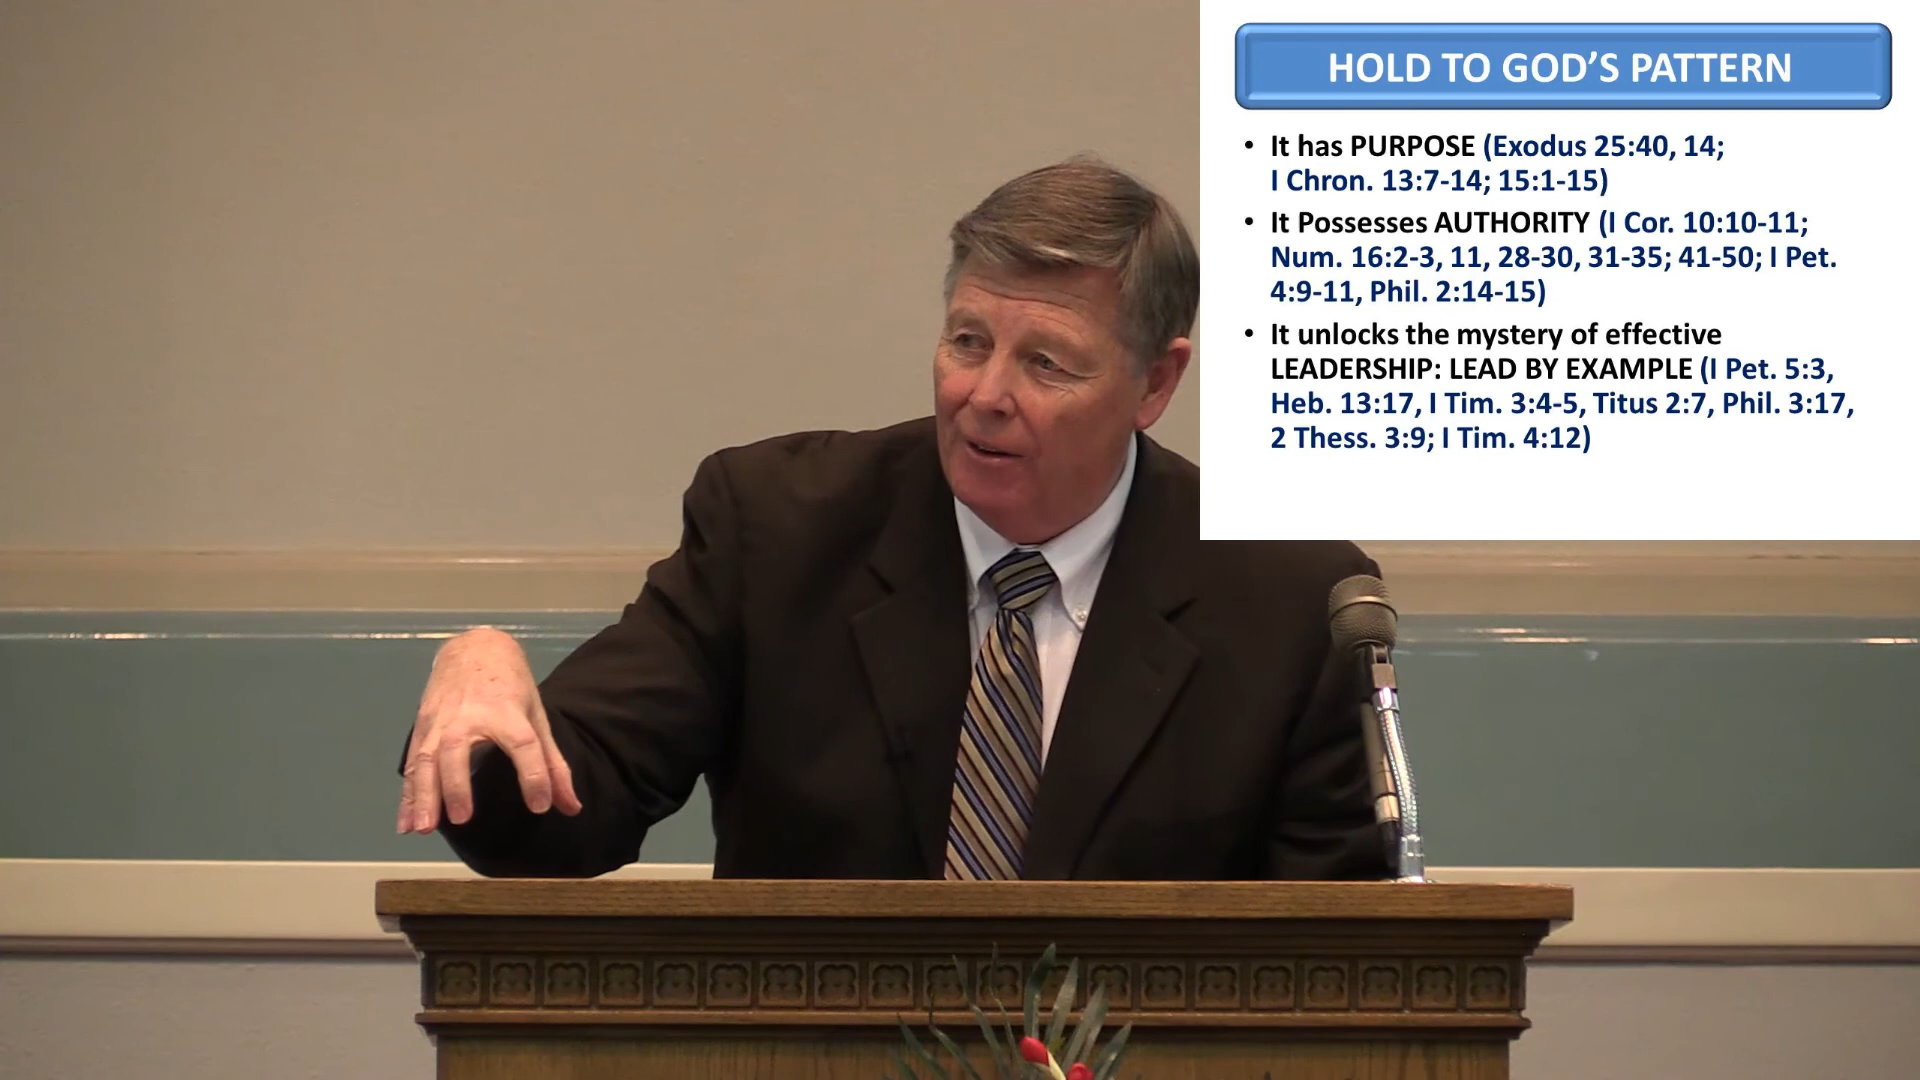 HOLD TO GOD'S PATTERN
• It has PURPOSE (Exodus 25:40, 14;
I Chron. 13:7-14; 15:1-15)
• It Possesses AUTHORITY (I Cor. 10:10-11;
Num. 16:2-3, 11, 28-30, 31-35; 41-50; I Pet.
4:9-11, Phil. 2:14-15)
• It unlocks the mystery of effective
LEADERSHIP: LEAD BY EXAMPLE (I Pet. 5:3,
Heb. 13:17, I Tim. 3:4-5, Titus 2:7, Phil. 3:17,
2 Thess. 3:9; I Tim. 4:12)